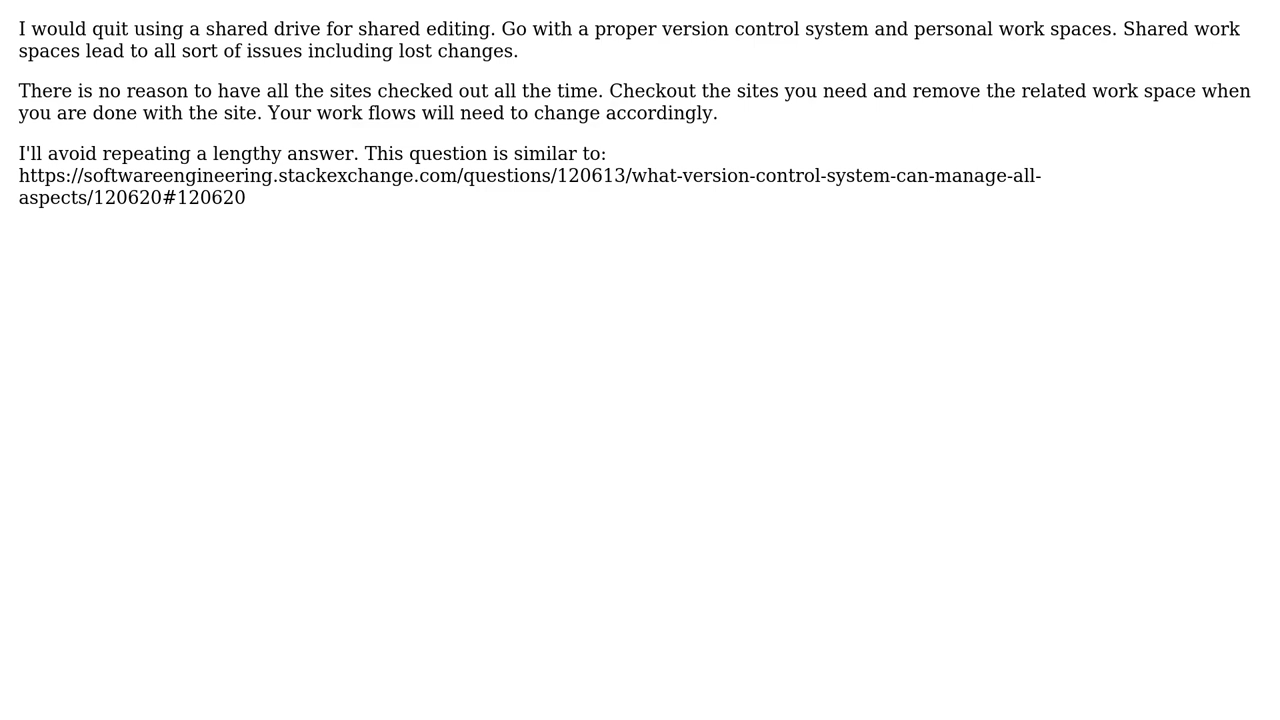 I would quit using a shared drive for shared editing. Go with a proper version control system and personal work spaces. Shared work
spaces lead to all sort of issues including lost changes.
There is no reason to have all the sites checked out all the time. Checkout the sites you need and remove the related work space when
you are done with the site. Your work flows will need to change accordingly.
I'll avoid repeating a lengthy answer. This question is similar to:
https://softwareengineering.stackexchange.com/questions/120613/what-version-control-system-can-manage-all-
aspects/120620#120620